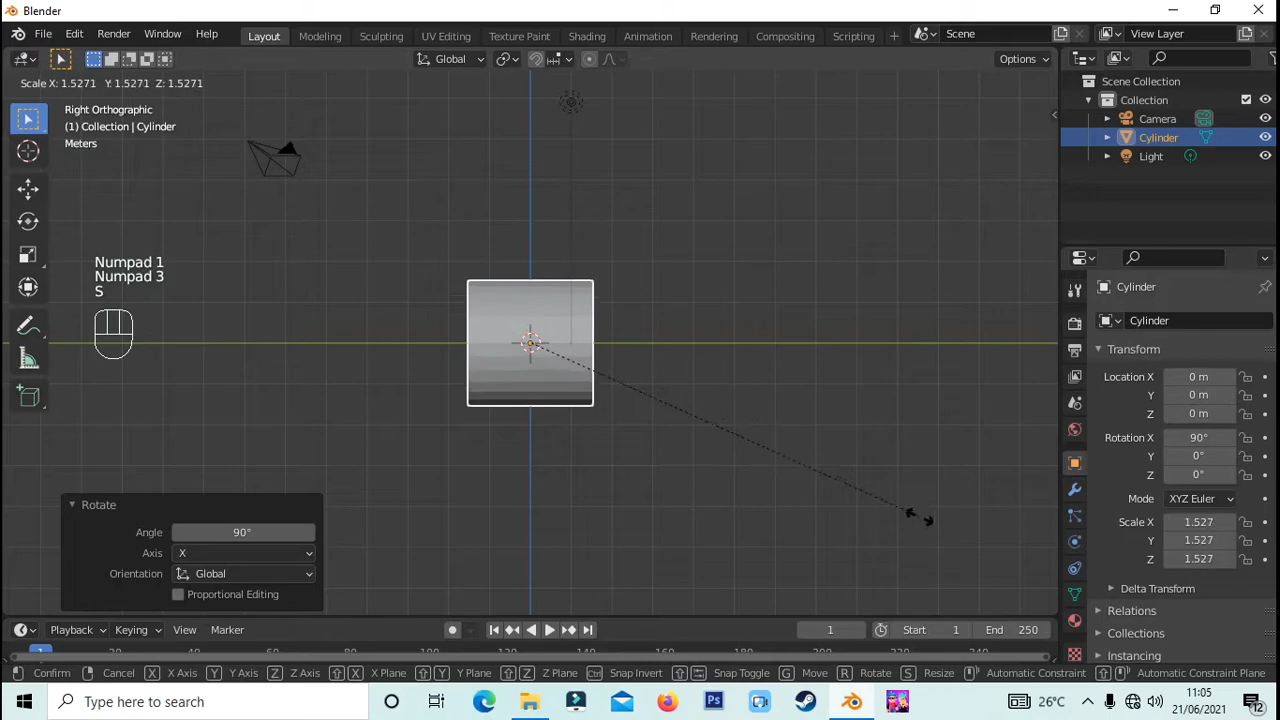 Blender
File Edit Render Window Help Layout Modeling Sculpting UV Editing Texture Paint Shading Animation Rendering Compositing Scripting + Scene View Layer
Global Options
Scale X: 1.5271 Y: 1.5271 Z: 1.5271
Right Orthographic
(1) Collection | Cylinder
Meters
Numpad 1
Numpad 3
S
Rotate
Angle 90°
Axis X
Orientation Global
Proportional Editing
Scene Collection
Collection
Camera
Cylinder
Light
Cylinder
Cylinder
Transform
Location X 0 m
Y 0 m
Z 0 m
Rotation X 90°
Y 0°
Z 0°
Mode XYZ Euler
Scale X 1.527
Y 1.527
Z 1.527
Delta Transform
Relations
Collections
Instancing
Playback Keying View Marker 1 Start 1 End 250
Confirm Cancel X X Axis Y Y Axis Z Z Axis X X Plane Y Y Plane Z Z Plane Snap Invert Snap Toggle G Move R Rotate S Resize Automatic Constraint Automatic Constraint Plane
Type here to search Ps 26°C 11:05
21/06/2021 12